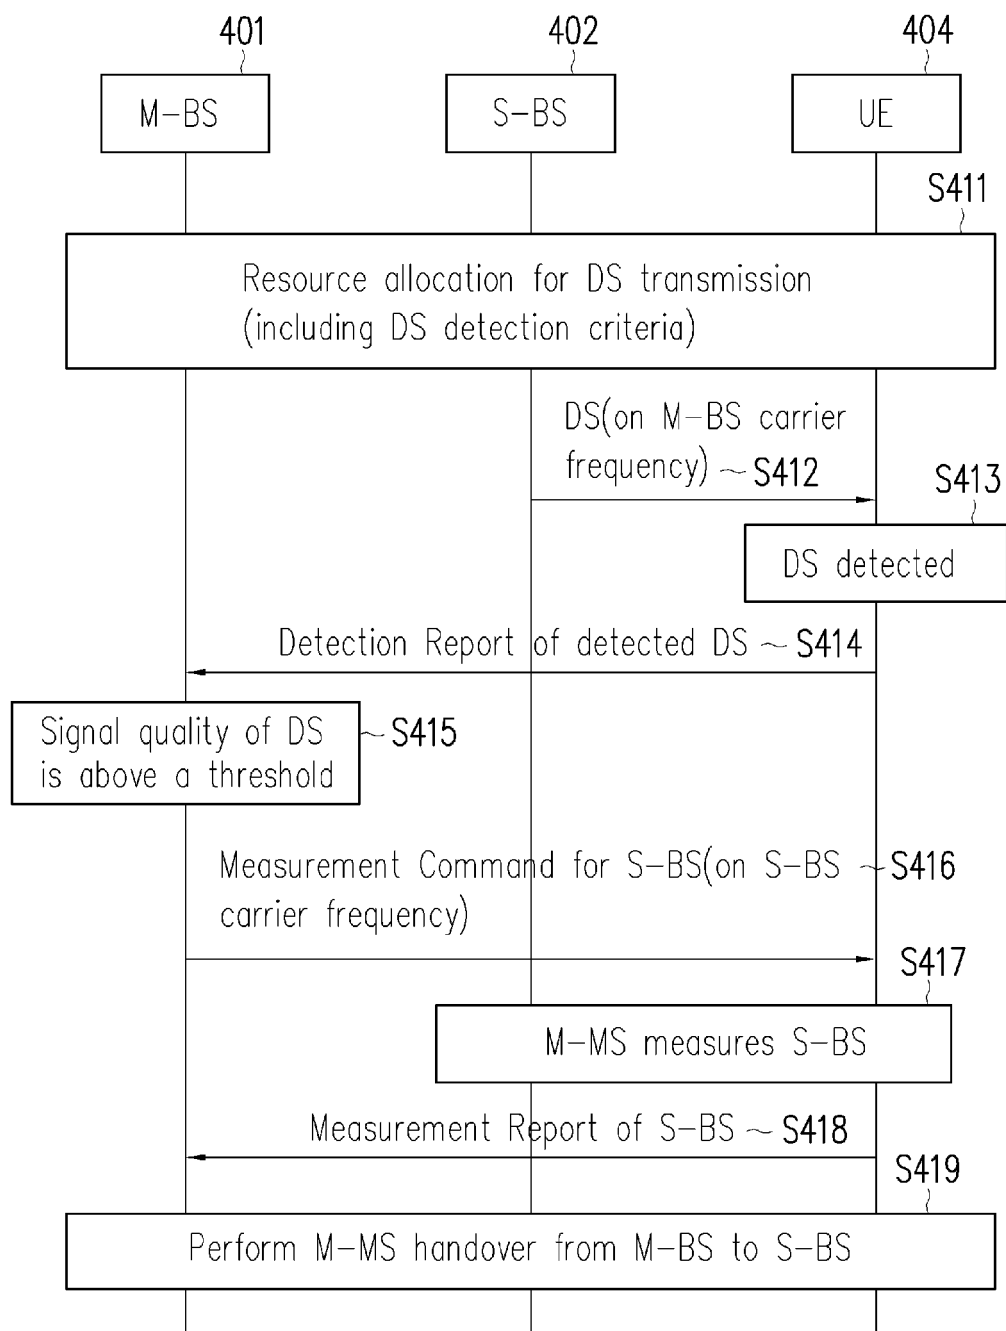 401
402
404
M-BS
S-BS
UE
S411
Resource allocation for DS transmission
(including DS detection criteria)
DS(on M-BS carrier
frequency) ~ S412
S413
DS detected
Detection Report of detected DS ~ S414
Signal quality of DS
is above a threshold
~ S415
Measurement Command for S-BS(on S-BS ~ S416
carrier frequency)
S417
M-MS measures S-BS
Measurement Report of S-BS ~ S418
S419
Perform M-MS handover from M-BS to S-BS